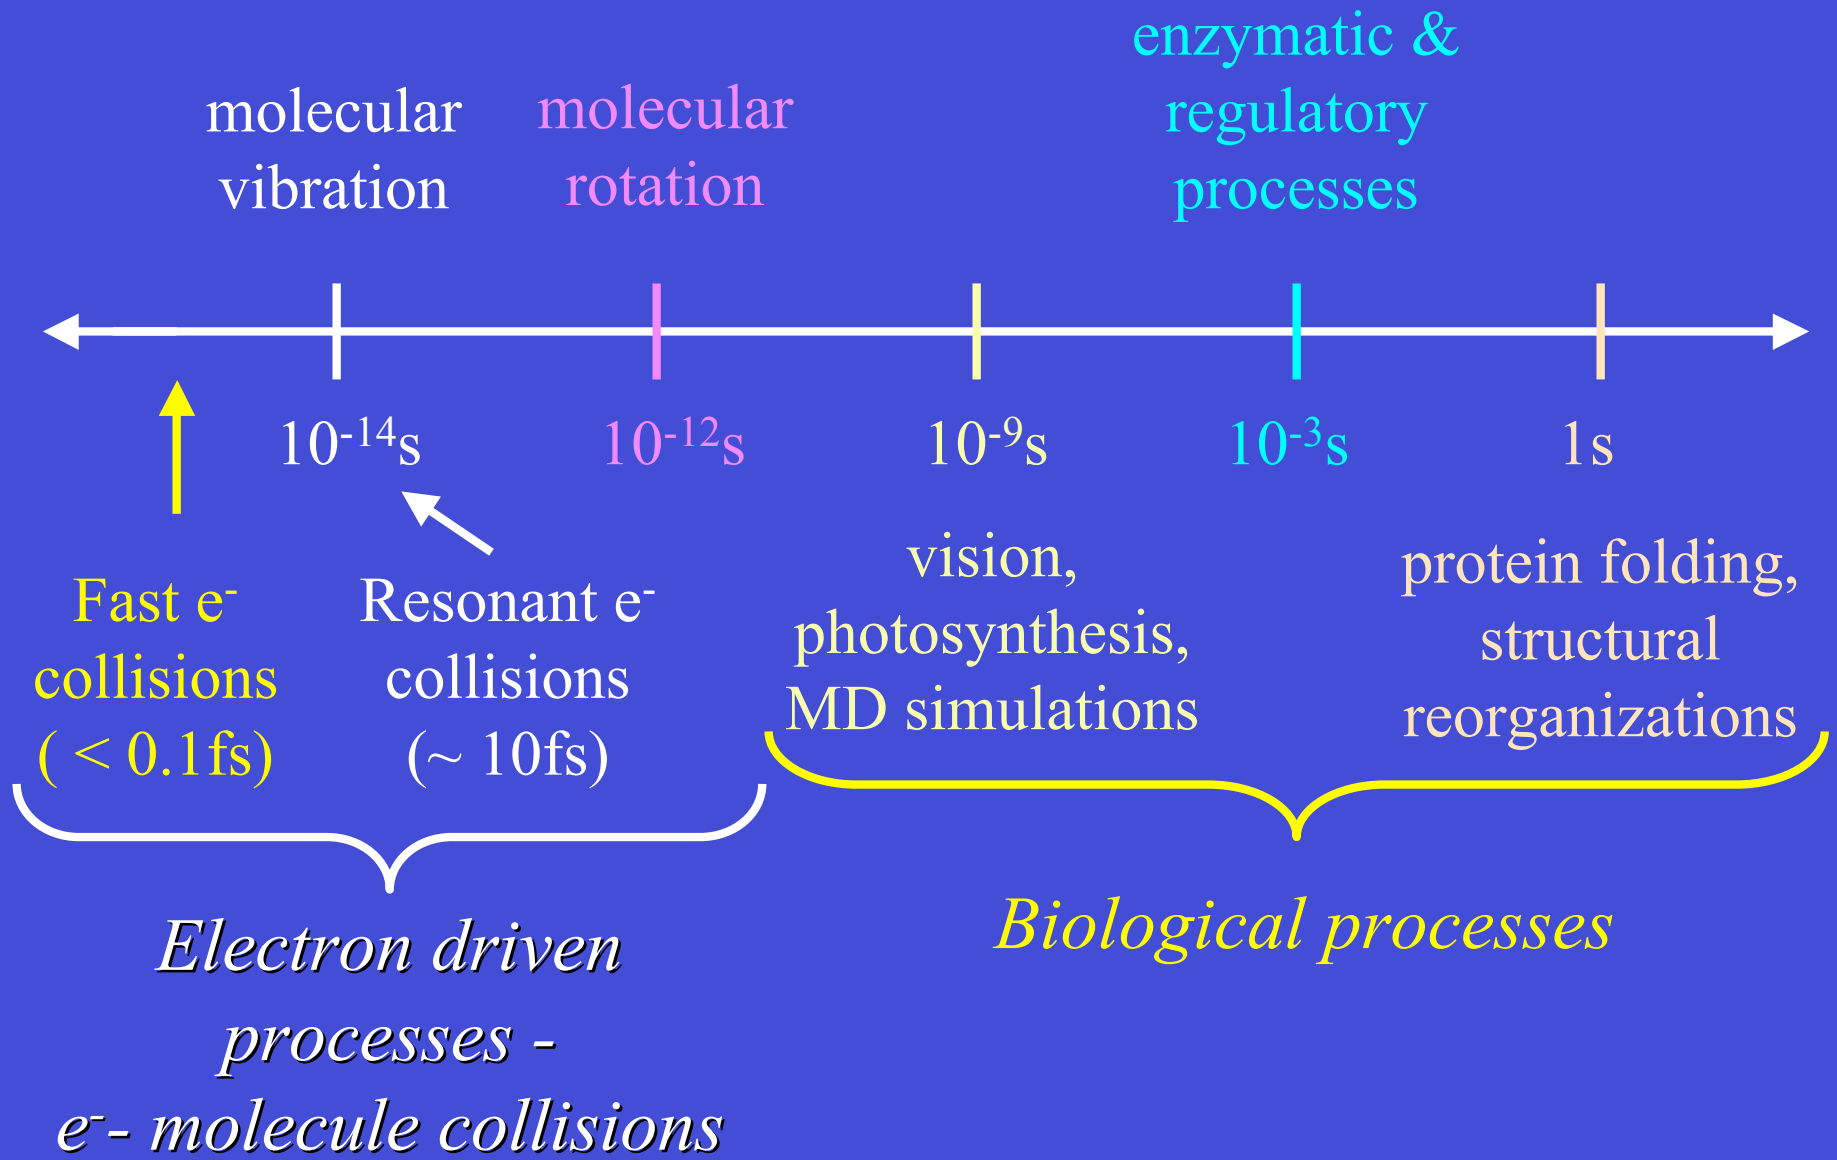 enzymatic &
regulatory
processes
molecular
vibration
molecular
rotation
10⁻¹⁴s
10⁻¹²s
10⁻⁹s
10⁻³s
1s
Fast e⁻
collisions
( < 0.1fs)
Resonant e⁻
collisions
(~ 10fs)
vision,
photosynthesis,
MD simulations
protein folding,
structural
reorganizations
Electron driven
processes -
e⁻- molecule collisions
Biological processes